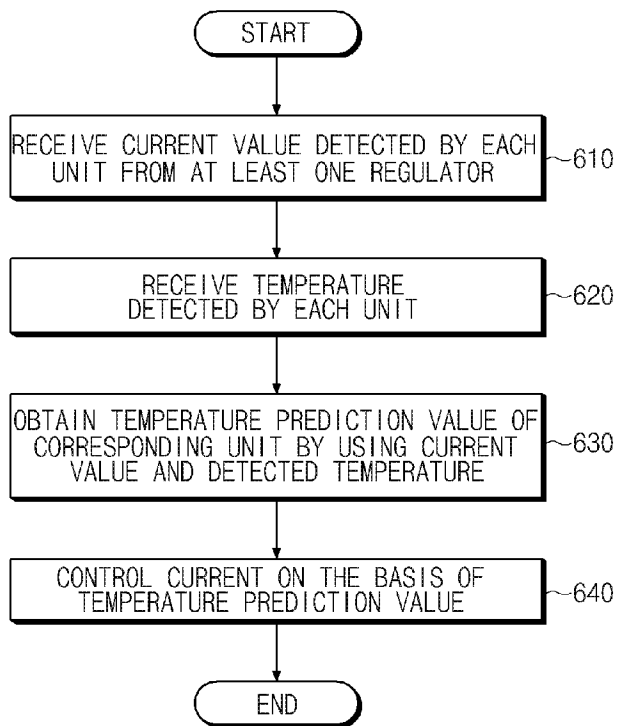 START
RECEIVE CURRENT VALUE DETECTED BY EACH
UNIT FROM AT LEAST ONE REGULATOR
610
RECEIVE TEMPERATURE
DETECTED BY EACH UNIT
620
OBTAIN TEMPERATURE PREDICTION VALUE OF
CORRESPONDING UNIT BY USING CURRENT
VALUE AND DETECTED TEMPERATURE
630
CONTROL CURRENT ON THE BASIS OF
TEMPERATURE PREDICTION VALUE
640
END